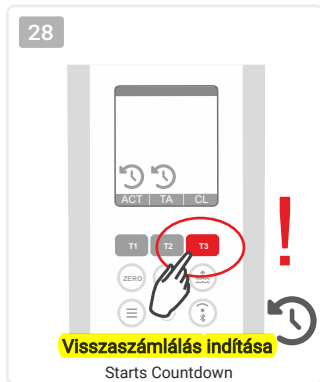 28
ACT TA CL
T1 T2 T3
ZERO
!
Visszaszámlálás indítása
Starts Countdown